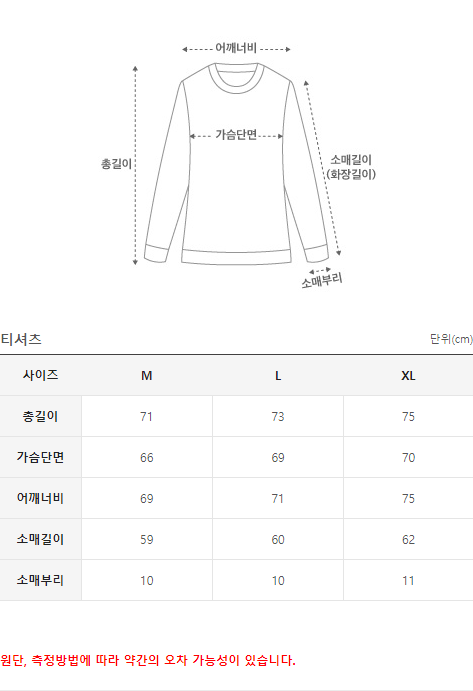 어깨너비
가슴단면
총길이
소매길이
(화장길이)
소매부리
티셔츠 단위(cm)
사이즈 M L XL
총길이 71 73 75
가슴단면 66 69 70
어깨너비 69 71 75
소매길이 59 60 62
소매부리 10 10 11
원단, 측정방법에 따라 약간의 오차 가능성이 있습니다.